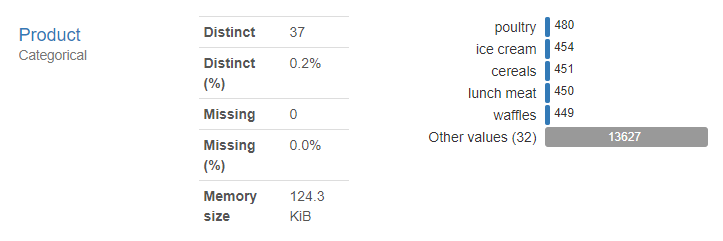 Product
Categorical
Distinct 37
Distinct 0.2%
(%)
Missing 0
Missing 0.0%
(%)
Memory 124.3
size KiB
poultry 480
ice cream 454
cereals 451
lunch meat 450
waffles 449
Other values (32) 13627